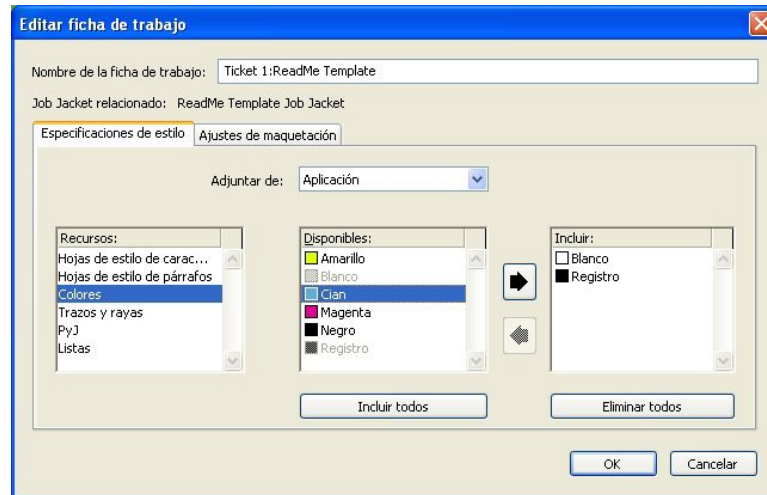 Editar ficha de trabajo
Nombre de la ficha de trabajo: Ticket 1:ReadMe Template
Job Jacket relacionado: ReadMe Template Job Jacket
Especificaciones de estilo Ajustes de maquetación
Adjuntar de: Aplicación
Recursos: Disponibles: Incluir:
Hojas de estilo de carac... Amarillo Blanco
Hojas de estilo de párrafos Blanco Registro
Colores Cian
Trazos y rayas Magenta
PyJ Negro
Listas Registro
Incluir todos Eliminar todos
OK Cancelar